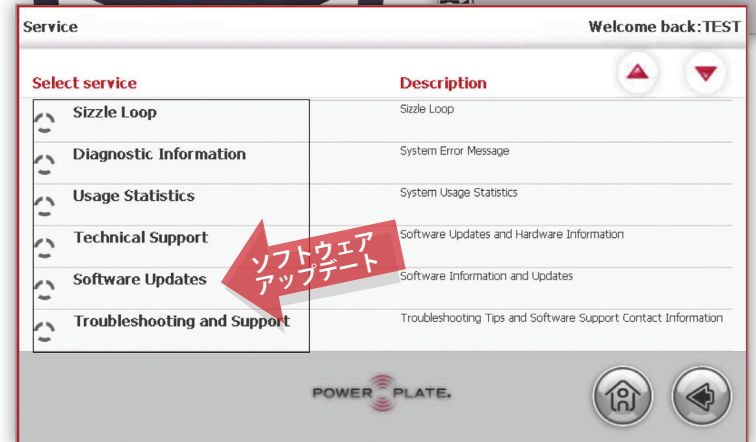 Service
Welcome back:TEST
Select service
Description
Sizzle Loop
Sizzle Loop
Diagnostic Information
System Error Message
Usage Statistics
System Usage Statistics
Technical Support
Software Updates and Hardware Information
Software Updates
Software Information and Updates
ソフトウェア
アップデート
Troubleshooting and Support
Troubleshooting Tips and Software Support Contact Information
POWER PLATE.